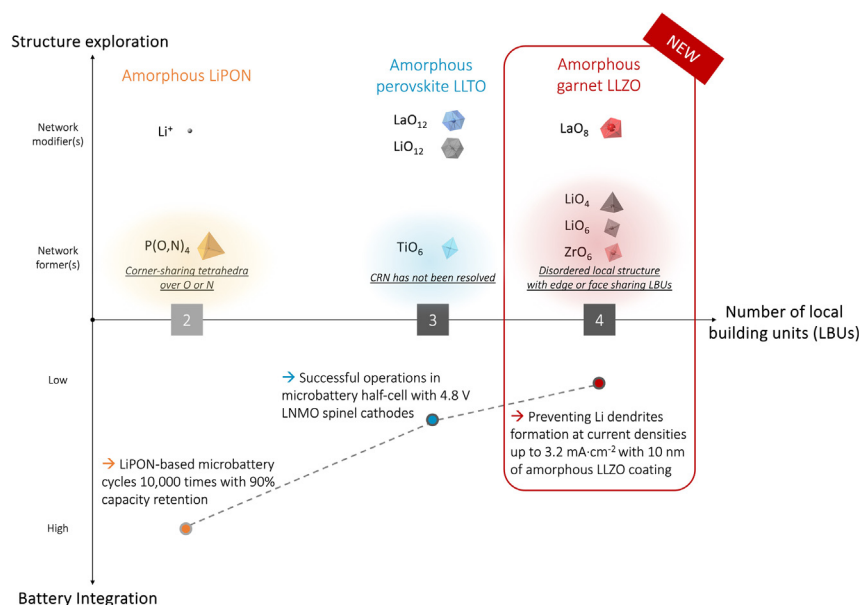 Structure exploration
NEW
Amorphous LiPON
Amorphous
perovskite LLTO
Amorphous
garnet LLZO
Network
modifier(s)
Li⁺
LaO₁₂
LiO₁₂
LaO₈
Network
former(s)
P(O,N)₄
Corner-sharing tetrahedra
over O or N
TiO₆
CRN has not been resolved
LiO₄
LiO₆
ZrO₆
Disordered local structure
with edge or face sharing LBUs
2
3
4
Number of local
building units (LBUs)
Low
→ Successful operations in
microbattery half-cell with 4.8 V
LNMO spinel cathodes
→ Preventing Li dendrites
formation at current densities
up to 3.2 mA·cm⁻² with 10 nm
of amorphous LLZO coating
→ LiPON-based microbattery
cycles 10,000 times with 90%
capacity retention
High
Battery Integration